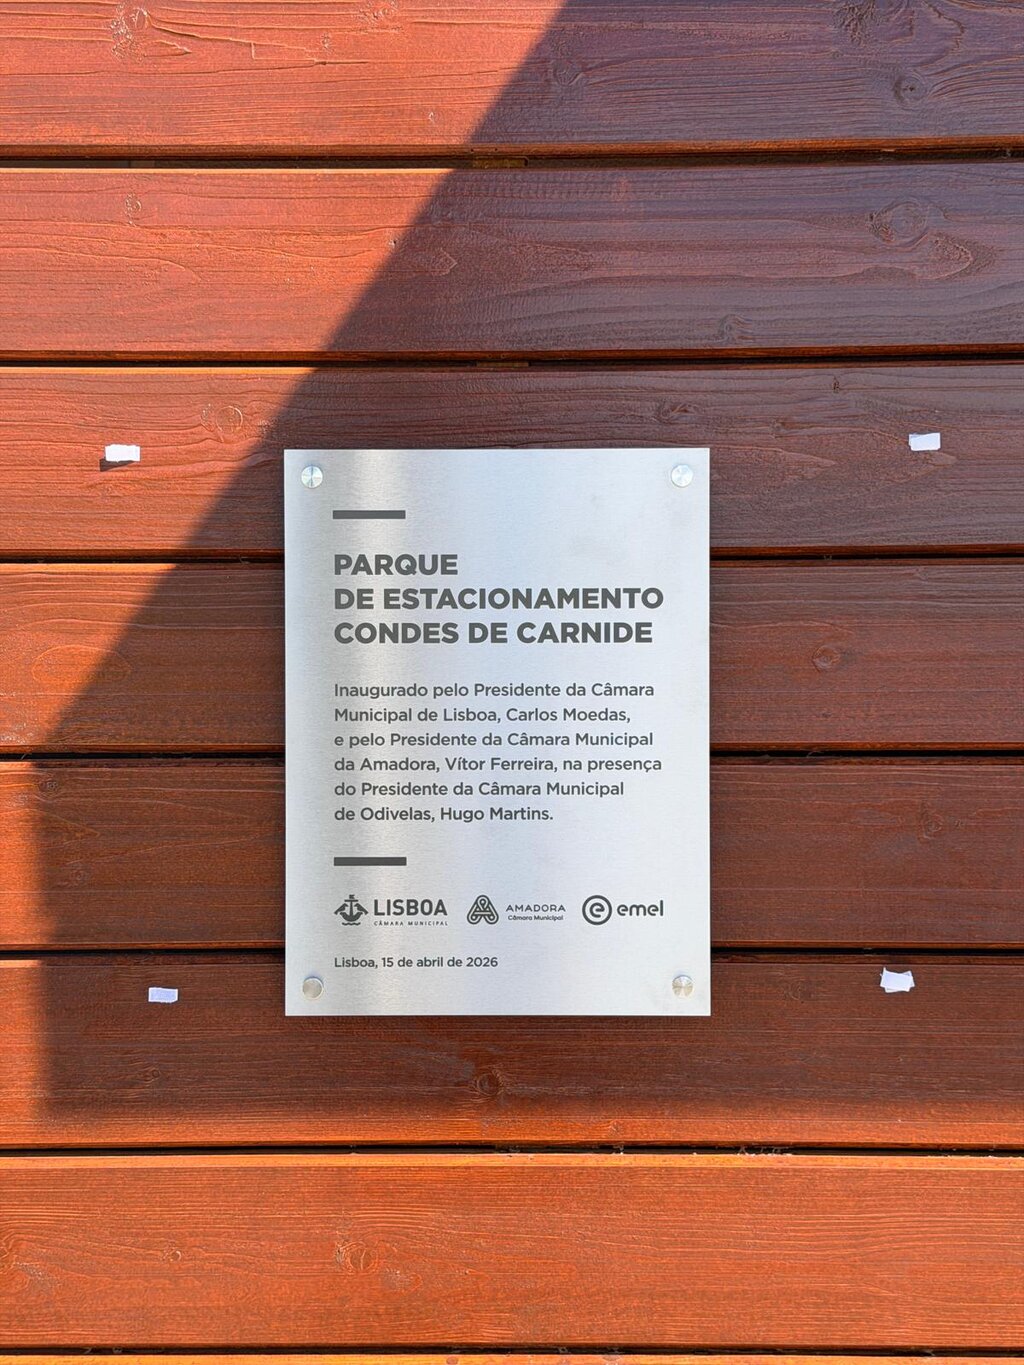 PARQUE
DE ESTACIONAMENTO
CONDES DE CARNIDE
Inaugurado pelo Presidente da Câmara
Municipal de Lisboa, Carlos Moedas,
e pelo Presidente da Câmara Municipal
da Amadora, Vítor Ferreira, na presença
do Presidente da Câmara Municipal
de Odivelas, Hugo Martins.
LISBOA
CÂMARA MUNICIPAL
AMADORA
Câmara Municipal
e emel
Lisboa, 15 de abril de 2026